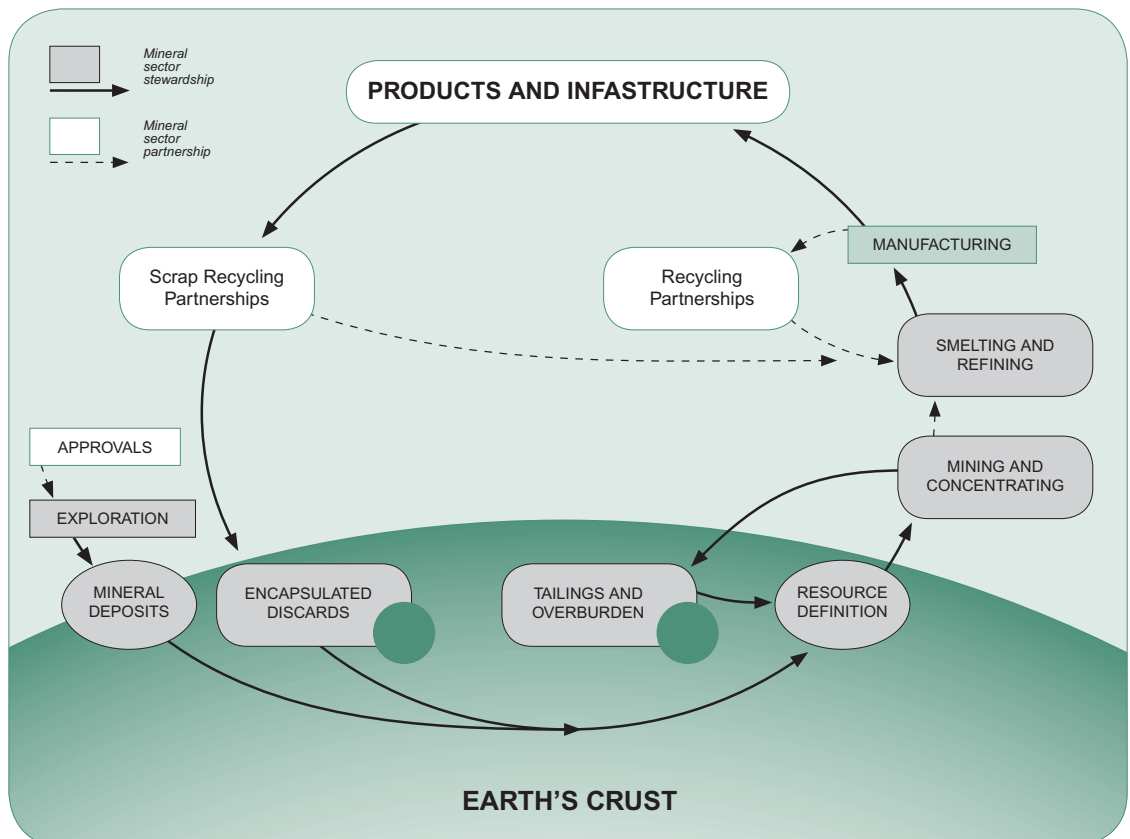 Mineral
sector
stewardship
Mineral
sector
partnership
PRODUCTS AND INFASTRUCTURE
MANUFACTURING
Scrap Recycling
Partnerships
Recycling
Partnerships
SMELTING AND
REFINING
APPROVALS
MINING AND
CONCENTRATING
EXPLORATION
MINERAL
DEPOSITS
ENCAPSULATED
DISCARDS
TAILINGS AND
OVERBURDEN
RESOURCE
DEFINITION
EARTH'S CRUST